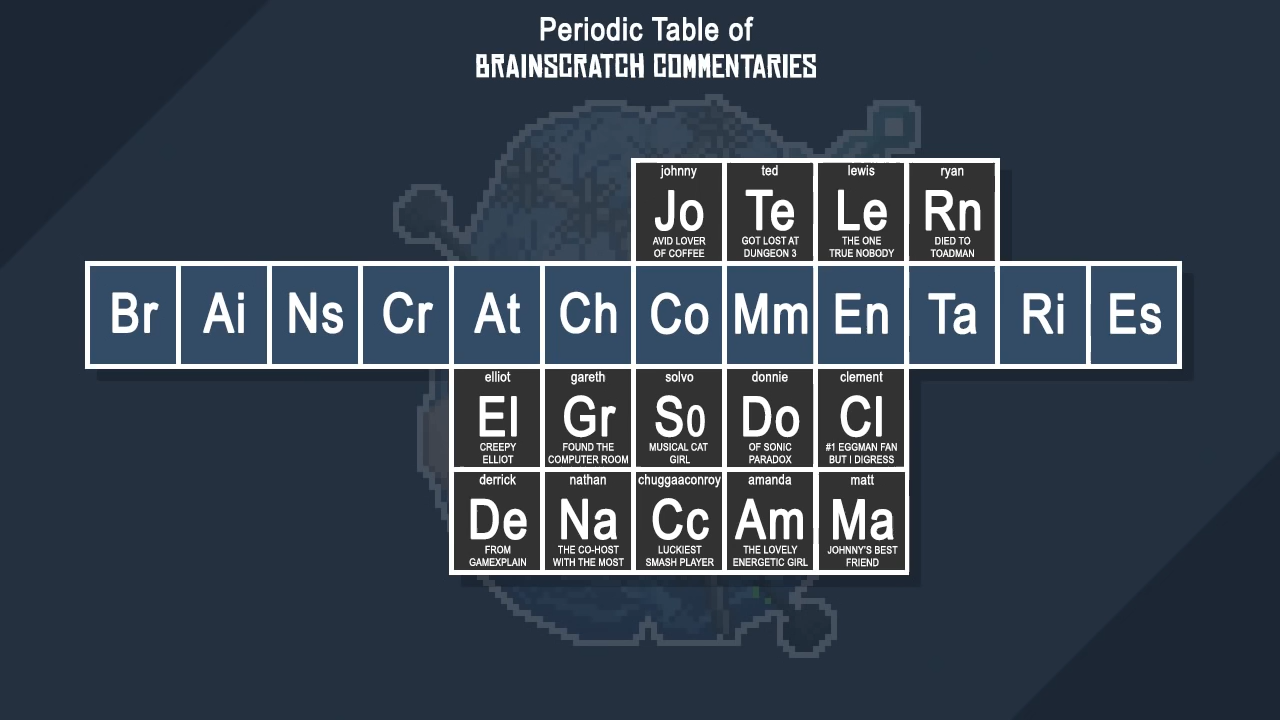 Periodic Table of
BRAINSCRATCH COMMENTARIES
johnny ted lewis ryan
Jo Te Le Rn
AVID LOVER GOT LOST AT THE ONE DIED TO
OF COFFEE DUNGEON 3 TRUE NOBODY TOADMAN
Br Ai Ns Cr At Ch Co Mm En Ta Ri Es
elliot gareth solvo donnie clement
El Gr So Do Cl
CREEPY FOUND THE MUSICAL CAT OF SONIC #1 EGGMAN FAN
ELLIOT COMPUTER ROOM GIRL PARADOX BUT I DIGRESS
derrick nathan chuggaaconroy amanda matt
De Na Cc Am Ma
FROM THE CO-HOST LUCKIEST THE LOVELY JOHNNY'S BEST
GAMEXPLAIN WITH THE MOST SMASH PLAYER ENERGETIC GIRL FRIEND